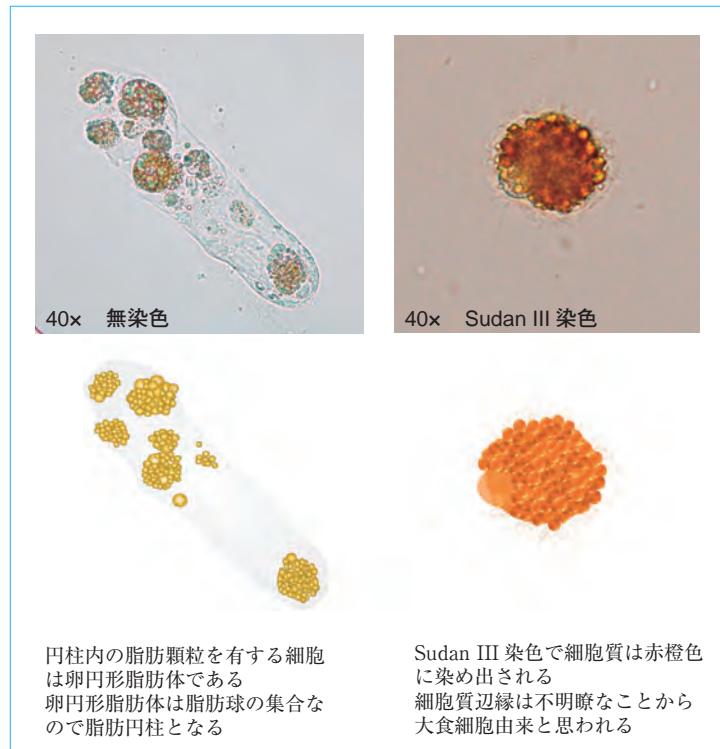 40× 無染色
40× Sudan III 染色
円柱内の脂肪顆粒を有する細胞
は卵円形脂肪体である
卵円形脂肪体は脂肪球の集合な
ので脂肪円柱となる
Sudan III 染色で細胞質は赤橙色
に染め出される
細胞質辺縁は不明瞭なことから
大食細胞由来と思われる